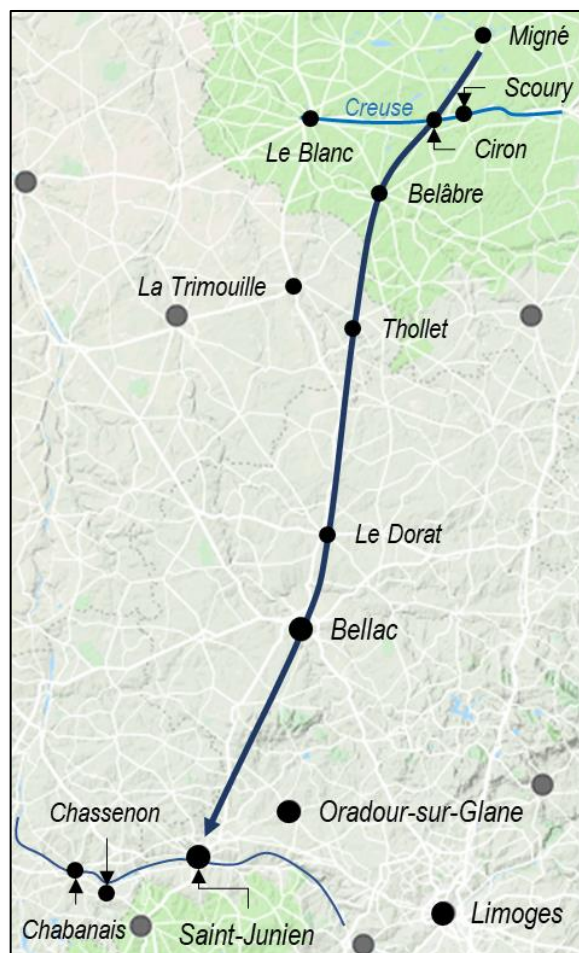 Migné
Scoury
Creuse
Le Blanc
Ciron
Belâbre
La Trimouille
Thollet
Le Dorat
Bellac
Oradour-sur-Glane
Chassenon
Chabanais
Saint-Junien
Limoges